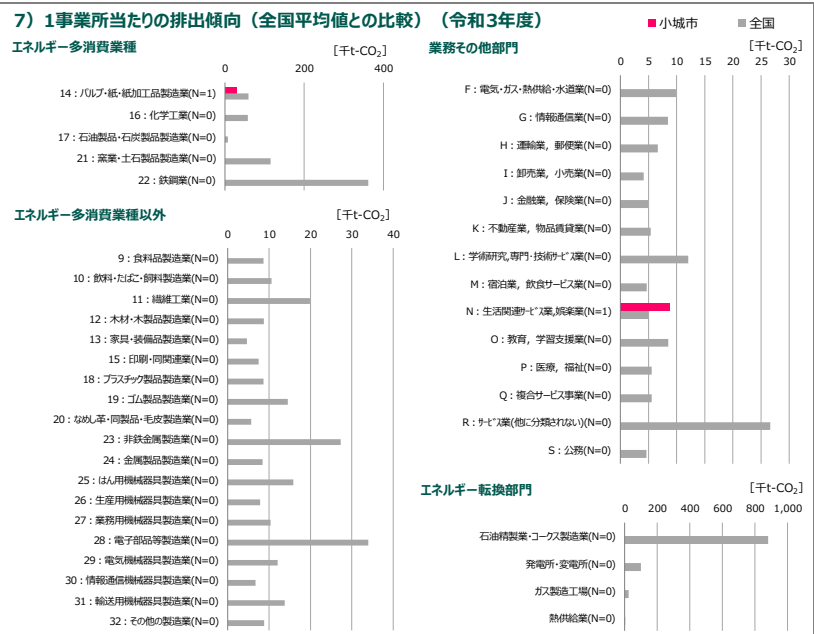 7）1事業所当たりの排出傾向（全国平均値との比較）（令和3年度）
■小城市 ■全国
エネルギー多消費業種
[千t-CO₂]
0 200 400
14：パルプ・紙・紙加工品製造業(N=1)
16：化学工業(N=0)
17：石油製品・石炭製品製造業(N=0)
21：窯業・土石製品製造業(N=0)
22：鉄鋼業(N=0)
エネルギー多消費業種以外
[千t-CO₂]
0 10 20 30 40
9：食料品製造業(N=0)
10：飲料・たばこ・飼料製造業(N=0)
11：繊維工業(N=0)
12：木材・木製品製造業(N=0)
13：家具・装備品製造業(N=0)
15：印刷・同関連業(N=0)
18：プラスチック製品製造業(N=0)
19：ゴム製品製造業(N=0)
20：なめし革・同製品・毛皮製造業(N=0)
23：非鉄金属製造業(N=0)
24：金属製品製造業(N=0)
25：はん用機械器具製造業(N=0)
26：生産用機械器具製造業(N=0)
27：業務用機械器具製造業(N=0)
28：電子部品等製造業(N=0)
29：電気機械器具製造業(N=0)
30：情報通信機械器具製造業(N=0)
31：輸送用機械器具製造業(N=0)
32：その他の製造業(N=0)
業務その他部門
[千t-CO₂]
0 5 10 15 20 25 30
F：電気・ガス・熱供給・水道業(N=0)
G：情報通信業(N=0)
H：運輸業，郵便業(N=0)
I：卸売業，小売業(N=0)
J：金融業，保険業(N=0)
K：不動産業，物品賃貸業(N=0)
L：学術研究,専門・技術ｻｰﾋﾞｽ業(N=0)
M：宿泊業，飲食サービス業(N=0)
N：生活関連ｻｰﾋﾞｽ業,娯楽業(N=1)
O：教育，学習支援業(N=0)
P：医療，福祉(N=0)
Q：複合サービス事業(N=0)
R：ｻｰﾋﾞｽ業(他に分類されない)(N=0)
S：公務(N=0)
エネルギー転換部門
[千t-CO₂]
0 200 400 600 800 1,000
石油精製業・コークス製造業(N=0)
発電所・変電所(N=0)
ガス製造工場(N=0)
熱供給業(N=0)